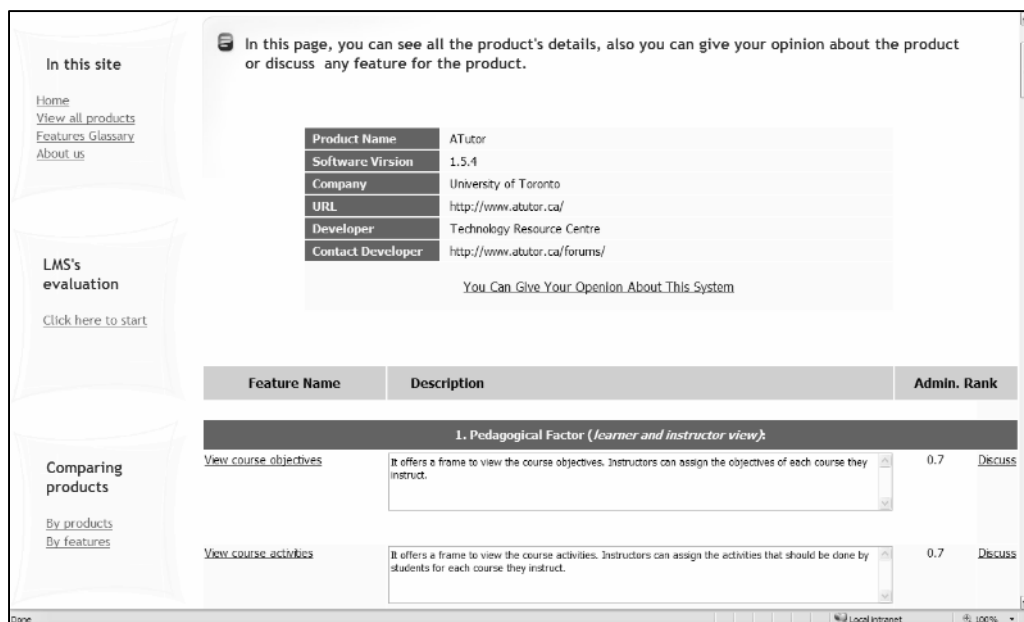 In this site
Home
View all products
Features Glassary
About us
LMS's
evaluation
Click here to start
Comparing
products
By products
By features
In this page, you can see all the product's details, also you can give your opinion about the product
or discuss any feature for the product.
Product Name ATutor
Software Virsion 1.5.4
Company University of Toronto
URL http://www.atutor.ca/
Developer Technology Resource Centre
Contact Developer http://www.atutor.ca/forums/
You Can Give Your Openion About This System
Feature Name Description Admin. Rank
1. Pedagogical Factor (learner and instructor view):
View course objectives It offers a frame to view the course objectives. Instructors can assign the objectives of each course they 0.7 Discuss
instruct.
View course activities It offers a frame to view the course activities. Instructors can assign the activities that should be done by 0.7 Discuss
students for each course they instruct.
Done Local intranet 100%